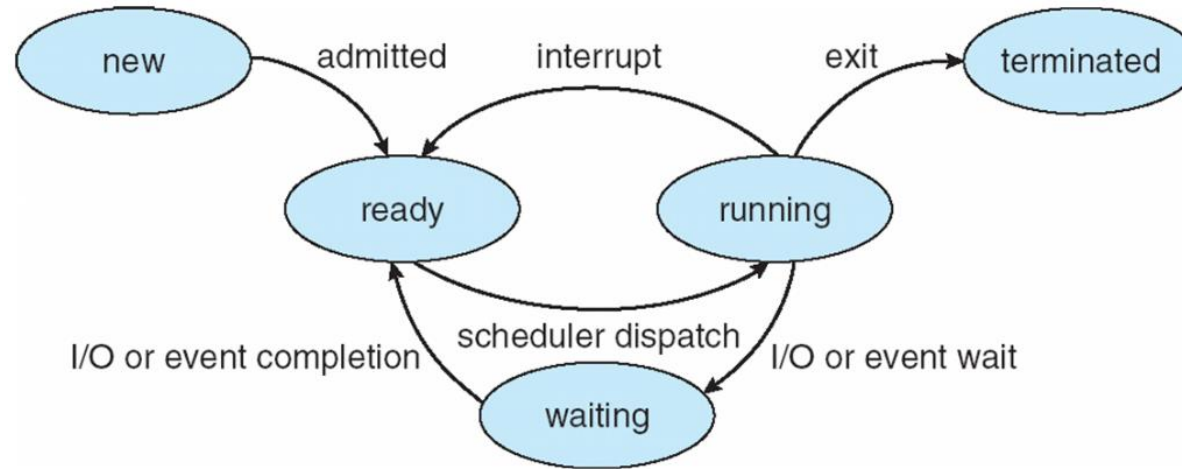 new
admitted
interrupt
exit
terminated
ready
running
I/O or event completion
scheduler dispatch
I/O or event wait
waiting